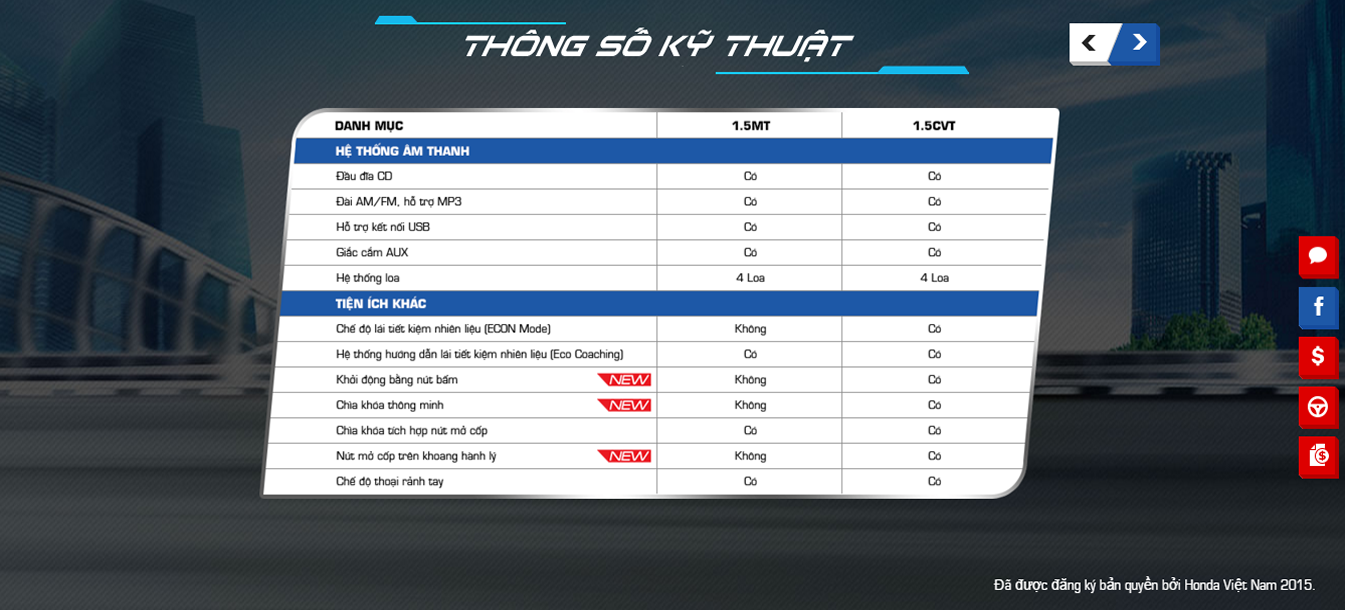 THÔNG SỐ KỸ THUẬT
DANH MỤC 1.5MT 1.5CVT
HỆ THỐNG ÂM THANH
Đầu đĩa CD Có Có
Đài AM/FM, hỗ trợ MP3 Có Có
Hỗ trợ kết nối USB Có Có
Giắc cắm AUX Có Có
Hệ thống loa 4 Loa 4 Loa
TIỆN ÍCH KHÁC
Chế độ lái tiết kiệm nhiên liệu (ECON Mode) Không Có
Hệ thống hướng dẫn lái tiết kiệm nhiên liệu (Eco Coaching) Có Có
Khởi động bằng nút bấm NEW Không Có
Chìa khóa thông minh NEW Không Có
Chìa khóa tích hợp nút mở cốp Có Có
Nút mở cốp trên khoang hành lý NEW Không Có
Chế độ thoại rảnh tay Có Có
Đã được đăng ký bản quyền bởi Honda Việt Nam 2015.